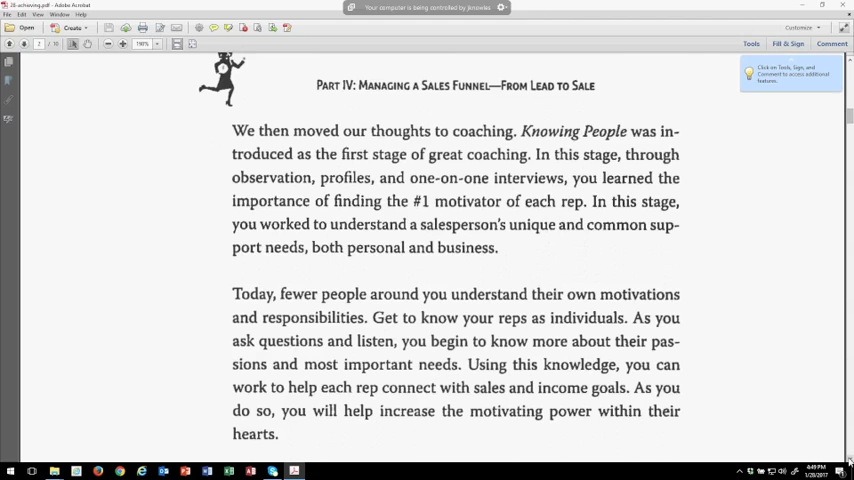 28-achieving.pdf - Adobe Acrobat
Your computer is being controlled by jknowles
File Edit View Window Help
Open Create Customize
2 / 10 190% Tools Fill & Sign Comment
Click on Tools, Sign, and
Comment to access additional
features.
PART IV: MANAGING A SALES FUNNEL—FROM LEAD TO SALE
We then moved our thoughts to coaching. Knowing People was in-
troduced as the first stage of great coaching. In this stage, through
observation, profiles, and one-on-one interviews, you learned the
importance of finding the #1 motivator of each rep. In this stage,
you worked to understand a salesperson's unique and common sup-
port needs, both personal and business.
Today, fewer people around you understand their own motivations
and responsibilities. Get to know your reps as individuals. As you
ask questions and listen, you begin to know more about their pas-
sions and most important needs. Using this knowledge, you can
work to help each rep connect with sales and income goals. As you
do so, you will help increase the motivating power within their
hearts.
4:49 PM
1/20/2017